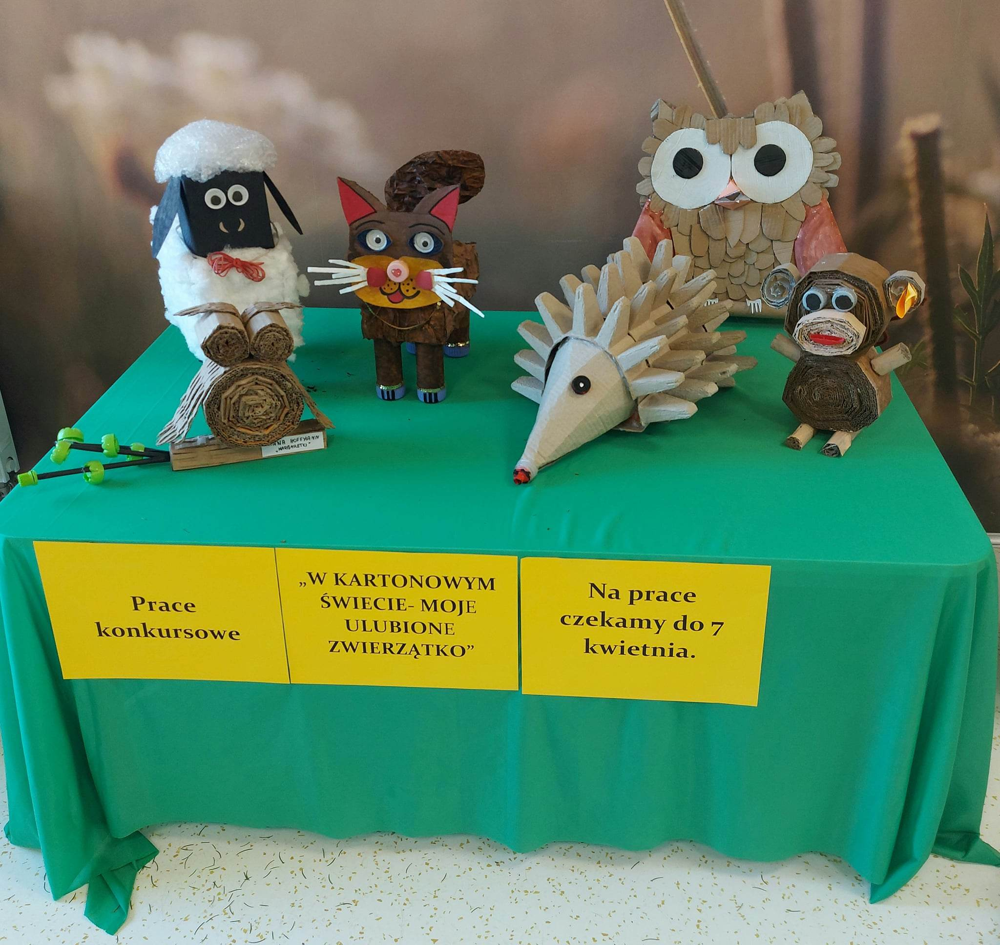 HOFFMANN
„MARGARETKI"
Prace
konkursowe
„W KARTONOWYM
ŚWIECIE- MOJE
ULUBIONE
ZWIERZĄTKO”
Na prace
czekamy do 7
kwietnia.